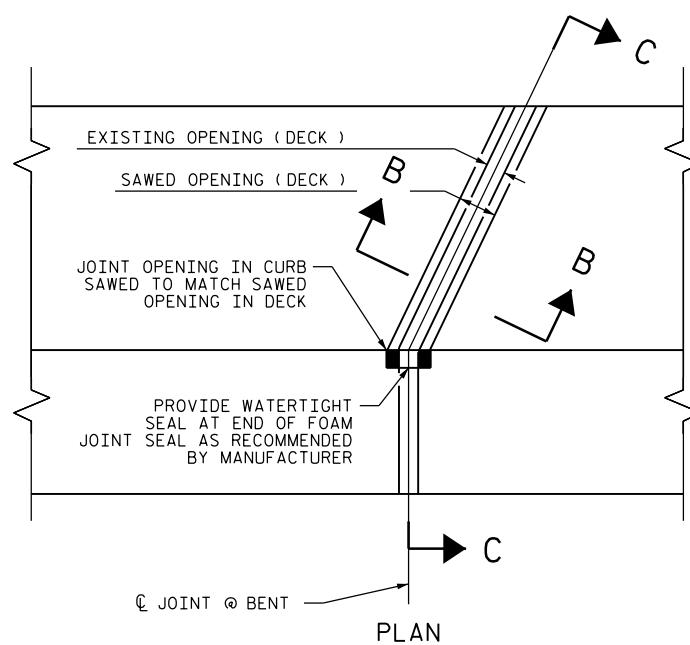 C
EXISTING OPENING ( DECK )
B
SAWED OPENING ( DECK )
B
JOINT OPENING IN CURB
SAWED TO MATCH SAWED
OPENING IN DECK
PROVIDE WATERTIGHT
SEAL AT END OF FOAM
JOINT SEAL AS RECOMMENDED
BY MANUFACTURER
C
℄ JOINT @ BENT
PLAN